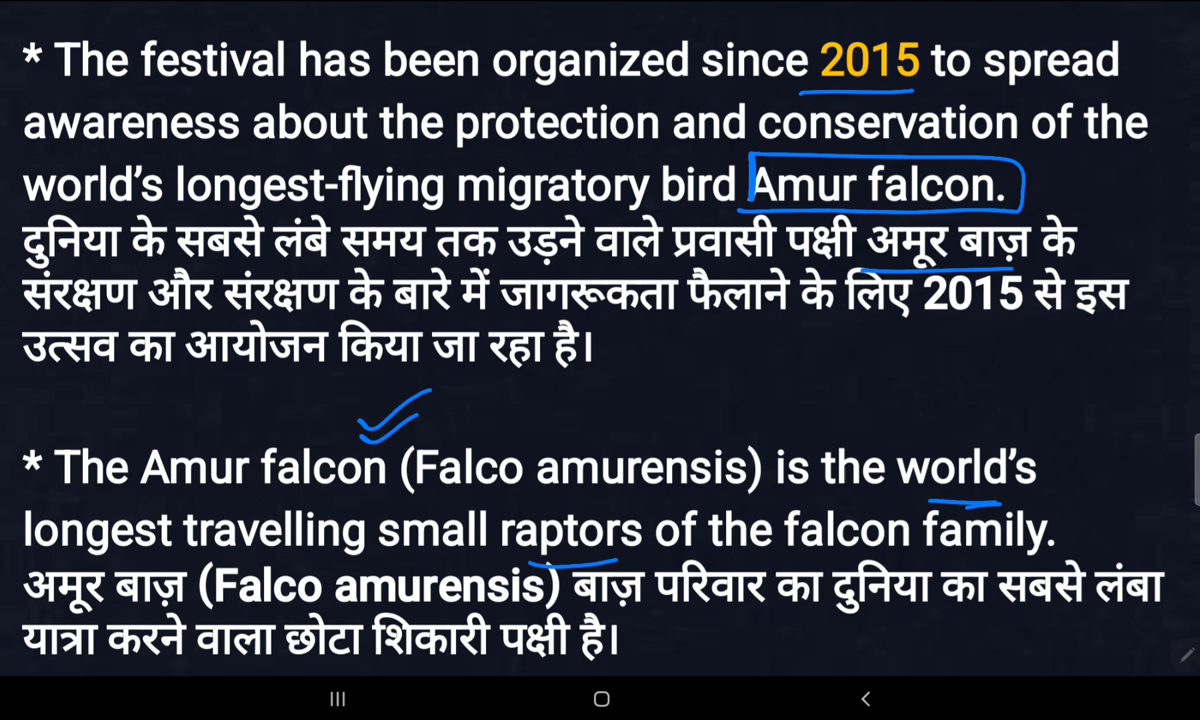 * The festival has been organized since 2015 to spread
awareness about the protection and conservation of the
world’s longest-flying migratory bird Amur falcon.
दुनिया के सबसे लंबे समय तक उड़ने वाले प्रवासी पक्षी अमूर बाज़ के
संरक्षण और संरक्षण के बारे में जागरूकता फैलाने के लिए 2015 से इस
उत्सव का आयोजन किया जा रहा है।
* The Amur falcon (Falco amurensis) is the world’s
longest travelling small raptors of the falcon family.
अमूर बाज़ (Falco amurensis) बाज़ परिवार का दुनिया का सबसे लंबा
यात्रा करने वाला छोटा शिकारी पक्षी है।